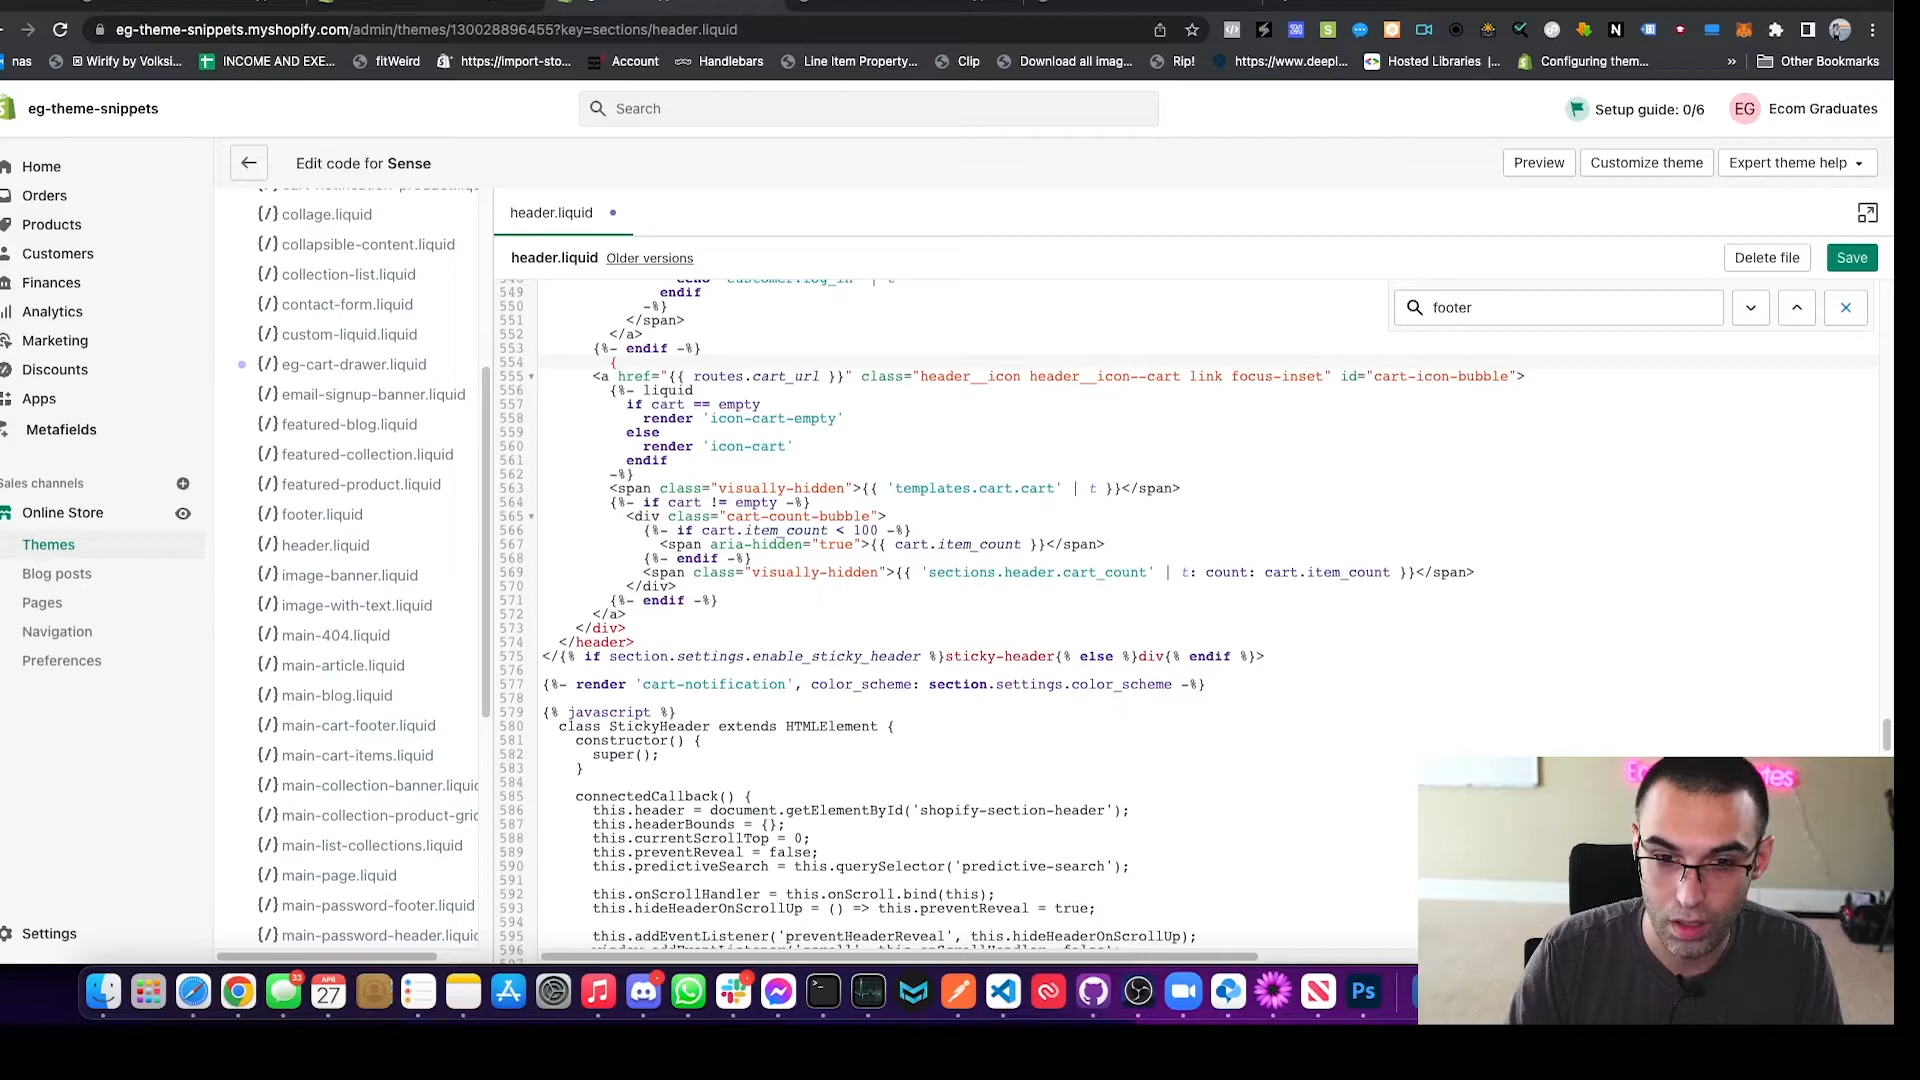 eg-theme-snippets.myshopify.com/admin/themes/130028896455?key=sections/header.liquid
nas
Wirify by Volksi...
INCOME AND EXE...
fitWeird
https://import-sto...
Account
Handlebars
Line Item Property...
Clip
Download all imag...
Rip!
https://www.deepl...
Hosted Libraries |...
Configuring them...
»
Other Bookmarks
eg-theme-snippets
Search
Setup guide: 0/6
EG
Ecom Graduates
Home
Orders
Products
Customers
Finances
Analytics
Marketing
Discounts
Apps
Metafields
Sales channels
Online Store
Themes
Blog posts
Pages
Navigation
Preferences
Settings
Edit code for Sense
Preview
Customize theme
Expert theme help
{/} collage.liquid
{/} collapsible-content.liquid
{/} collection-list.liquid
{/} contact-form.liquid
{/} custom-liquid.liquid
{/} eg-cart-drawer.liquid
{/} email-signup-banner.liquid
{/} featured-blog.liquid
{/} featured-collection.liquid
{/} featured-product.liquid
{/} footer.liquid
{/} header.liquid
{/} image-banner.liquid
{/} image-with-text.liquid
{/} main-404.liquid
{/} main-article.liquid
{/} main-blog.liquid
{/} main-cart-footer.liquid
{/} main-cart-items.liquid
{/} main-collection-banner.liquid
{/} main-collection-product-grid
{/} main-list-collections.liquid
{/} main-page.liquid
{/} main-password-footer.liquid
{/} main-password-header.liquid
header.liquid
header.liquid Older versions
Delete file
Save
footer
549 endif
550 -%}
551 </span>
552 </a>
553 {%- endif -%}
554 {
555 <a href="{{ routes.cart_url }}" class="header__icon header__icon--cart link focus-inset" id="cart-icon-bubble">
556 {%- liquid
557 if cart == empty
558 render 'icon-cart-empty'
559 else
560 render 'icon-cart'
561 endif
562 -%}
563 <span class="visually-hidden">{{ 'templates.cart.cart' | t }}</span>
564 {%- if cart != empty -%}
565 <div class="cart-count-bubble">
566 {%- if cart.item_count < 100 -%}
567 <span aria-hidden="true">{{ cart.item_count }}</span>
568 {%- endif -%}
569 <span class="visually-hidden">{{ 'sections.header.cart_count' | t: count: cart.item_count }}</span>
570 </div>
571 {%- endif -%}
572 </a>
573 </div>
574 </header>
575 </{% if section.settings.enable_sticky_header %}sticky-header{% else %}div{% endif %}>
576
577 {%- render 'cart-notification', color_scheme: section.settings.color_scheme -%}
578
579 {% javascript %}
580 class StickyHeader extends HTMLElement {
581 constructor() {
582 super();
583 }
584
585 connectedCallback() {
586 this.header = document.getElementById('shopify-section-header');
587 this.headerBounds = {};
588 this.currentScrollTop = 0;
589 this.preventReveal = false;
590 this.predictiveSearch = this.querySelector('predictive-search');
591
592 this.onScrollHandler = this.onScroll.bind(this);
593 this.hideHeaderOnScrollUp = () => this.preventReveal = true;
594
595 this.addEventListener('preventHeaderReveal', this.hideHeaderOnScrollUp);
596
33
APR
27
Ps